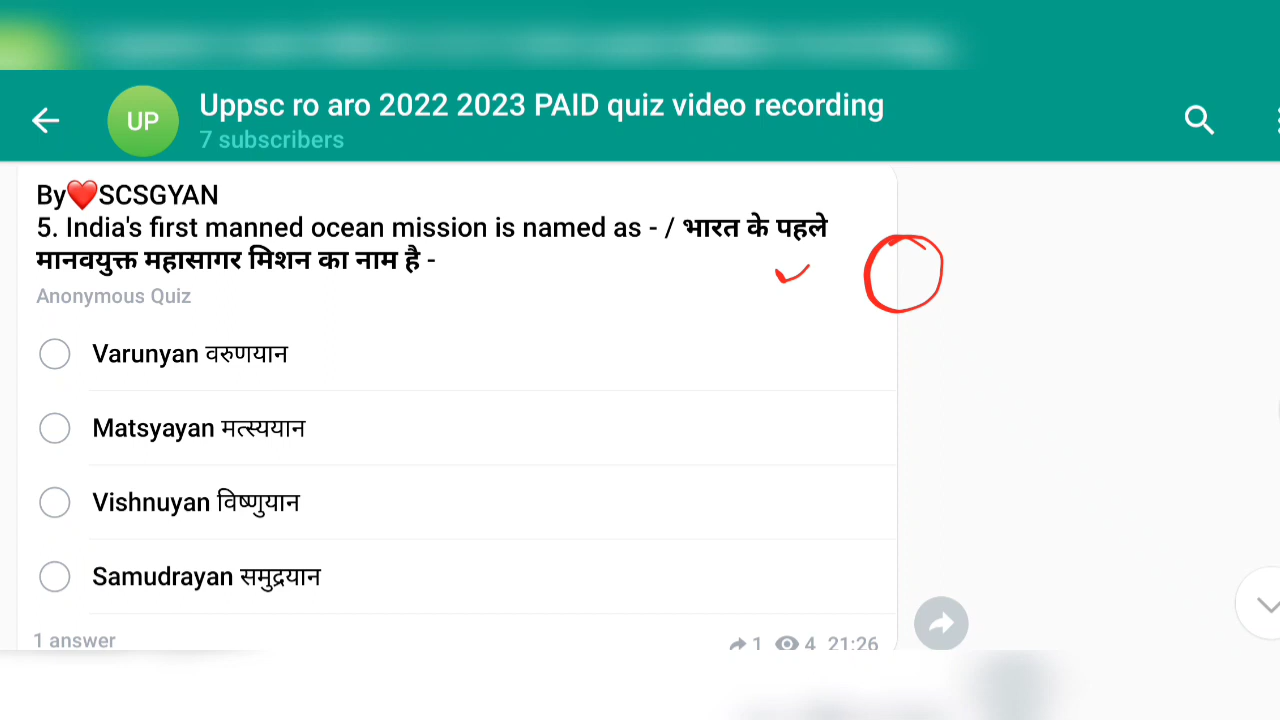 UP
Uppsc ro aro 2022 2023 PAID quiz video recording
7 subscribers
By❤️SCSGYAN
5. India's first manned ocean mission is named as - / भारत के पहले
मानवयुक्त महासागर मिशन का नाम है -
Anonymous Quiz
Varunyan वरुणयान
Matsyayan मत्स्ययान
Vishnuyan विष्णुयान
Samudrayan समुद्रयान
1 answer
1 4 21:26